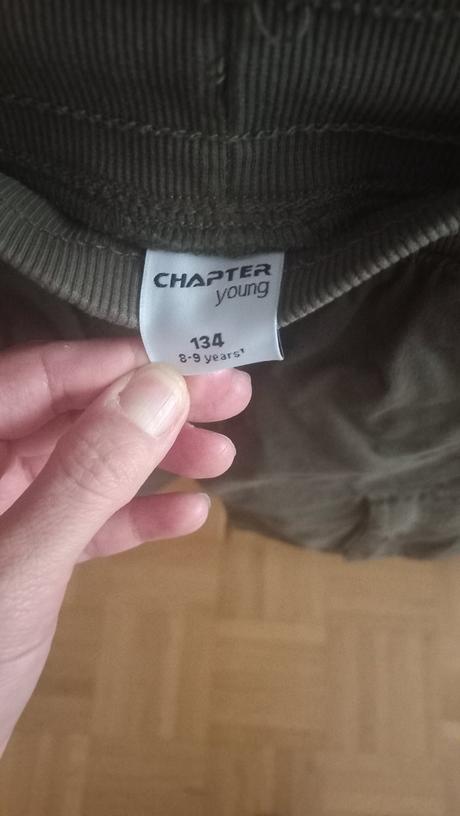 CHAPTER
young
134
8-9 years¹